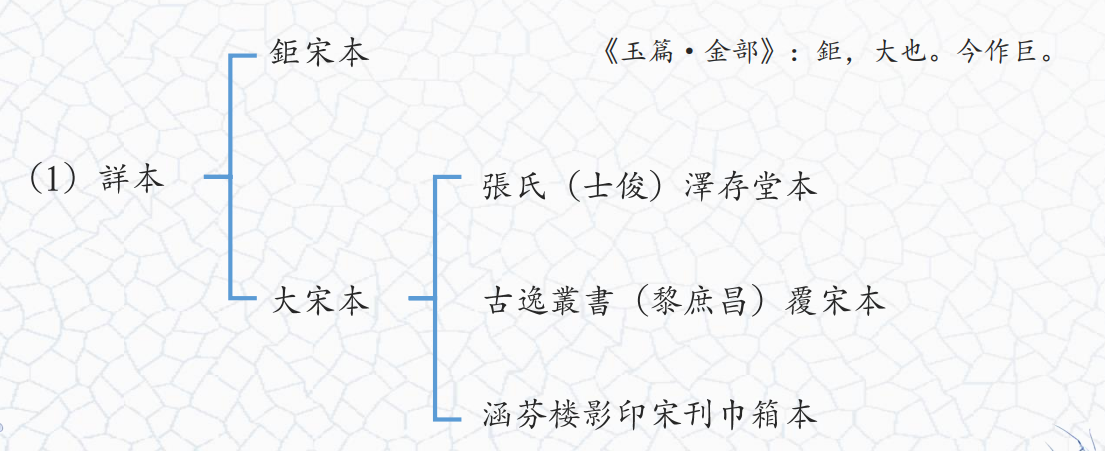 鉅宋本
《玉篇·金部》：鉅，大也。今作巨。
（1）詳本
張氏（士俊）澤存堂本
大宋本
古逸叢書（黎庶昌）覆宋本
涵芬楼影印宋刊巾箱本